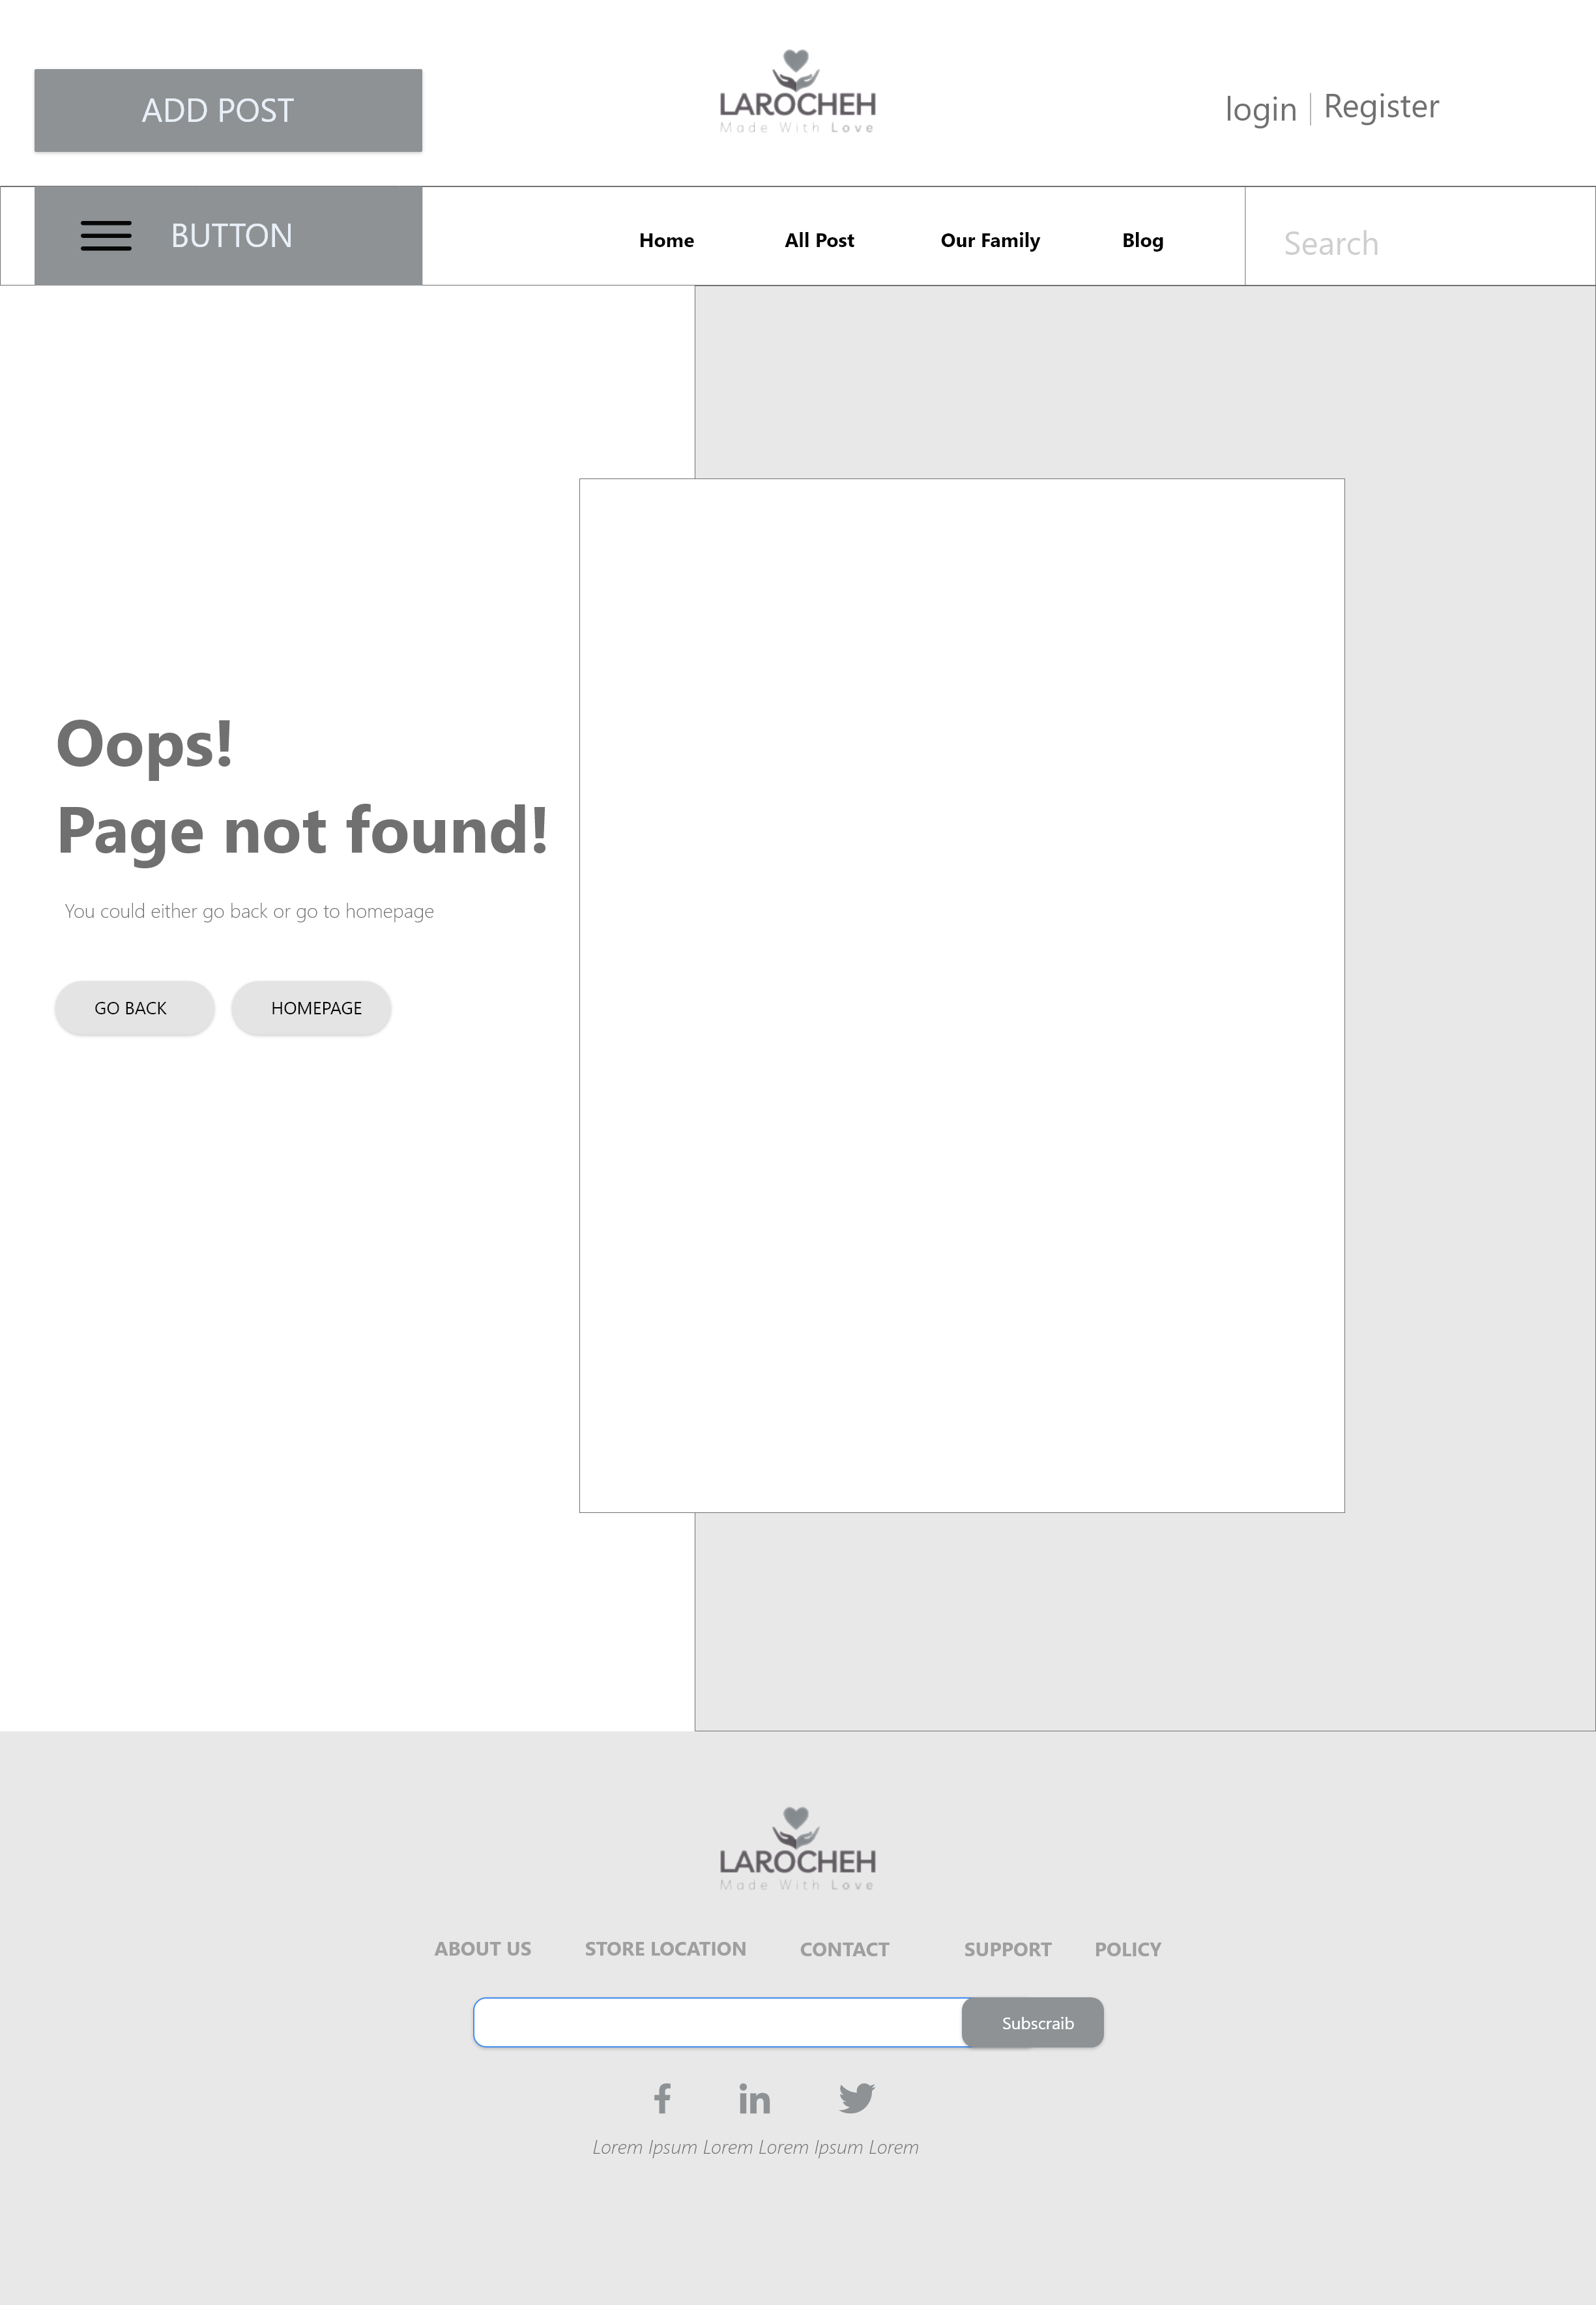 ADD POST
LAROCHEH
Made With Love
login | Register
BUTTON
Home
All Post
Our Family
Blog
Search
Oops!
Page not found!
You could either go back or go to homepage
GO BACK
HOMEPAGE
LAROCHEH
Made With Love
ABOUT US
STORE LOCATION
CONTACT
SUPPORT
POLICY
Subscraib
f
in
Lorem Ipsum Lorem Lorem Ipsum Lorem